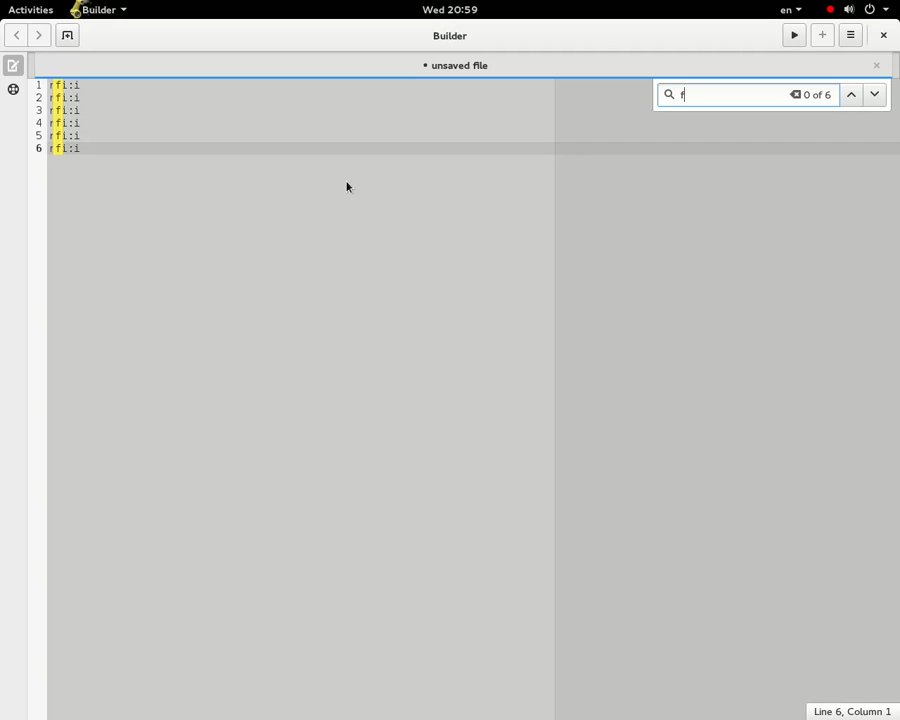 Activities Builder Wed 20:59 en
Builder
• unsaved file
f 0 of 6
1 rfi:i
2 rfi:i
3 rfi:i
4 rfi:i
5 rfi:i
6 rfi:i
Line 6, Column 1